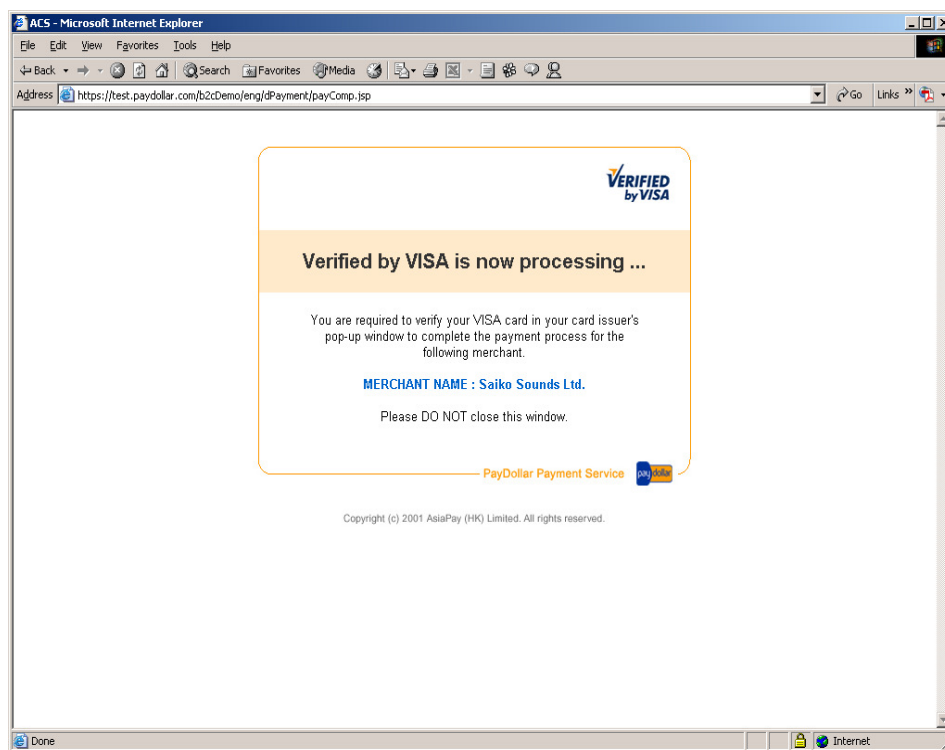 ACS - Microsoft Internet Explorer
File Edit View Favorites Tools Help
Back Search Favorites Media
Address https://test.paydollar.com/b2cDemo/eng/dPayment/payComp.jsp Go Links »
VERIFIED
by VISA
Verified by VISA is now processing ...
You are required to verify your VISA card in your card issuer's
pop-up window to complete the payment process for the
following merchant.
MERCHANT NAME : Saiko Sounds Ltd.
Please DO NOT close this window.
PayDollar Payment Service pay dollar
Copyright (c) 2001 AsiaPay (HK) Limited. All rights reserved.
Done Internet